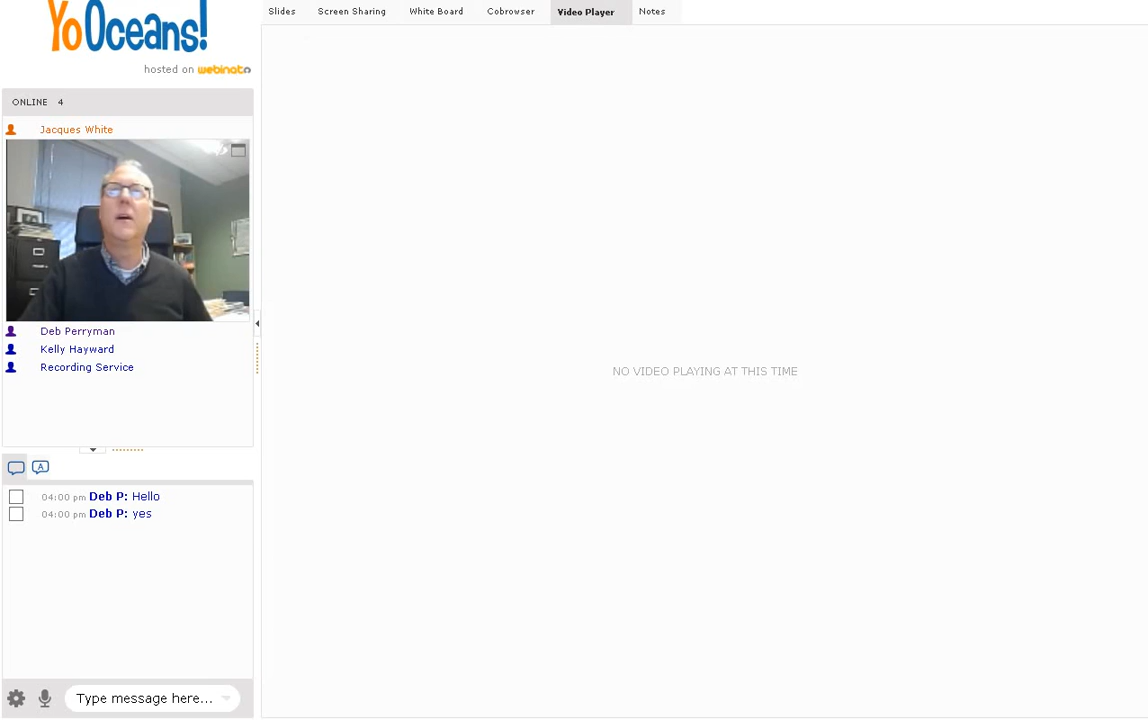 Slides Screen Sharing White Board Cobrowser Video Player Notes
YoOceans!
hosted on webinato
ONLINE 4
Jacques White
Deb Perryman
Kelly Hayward
Recording Service
NO VIDEO PLAYING AT THIS TIME
A
04:00 pm Deb P: Hello
04:00 pm Deb P: yes
Type message here...